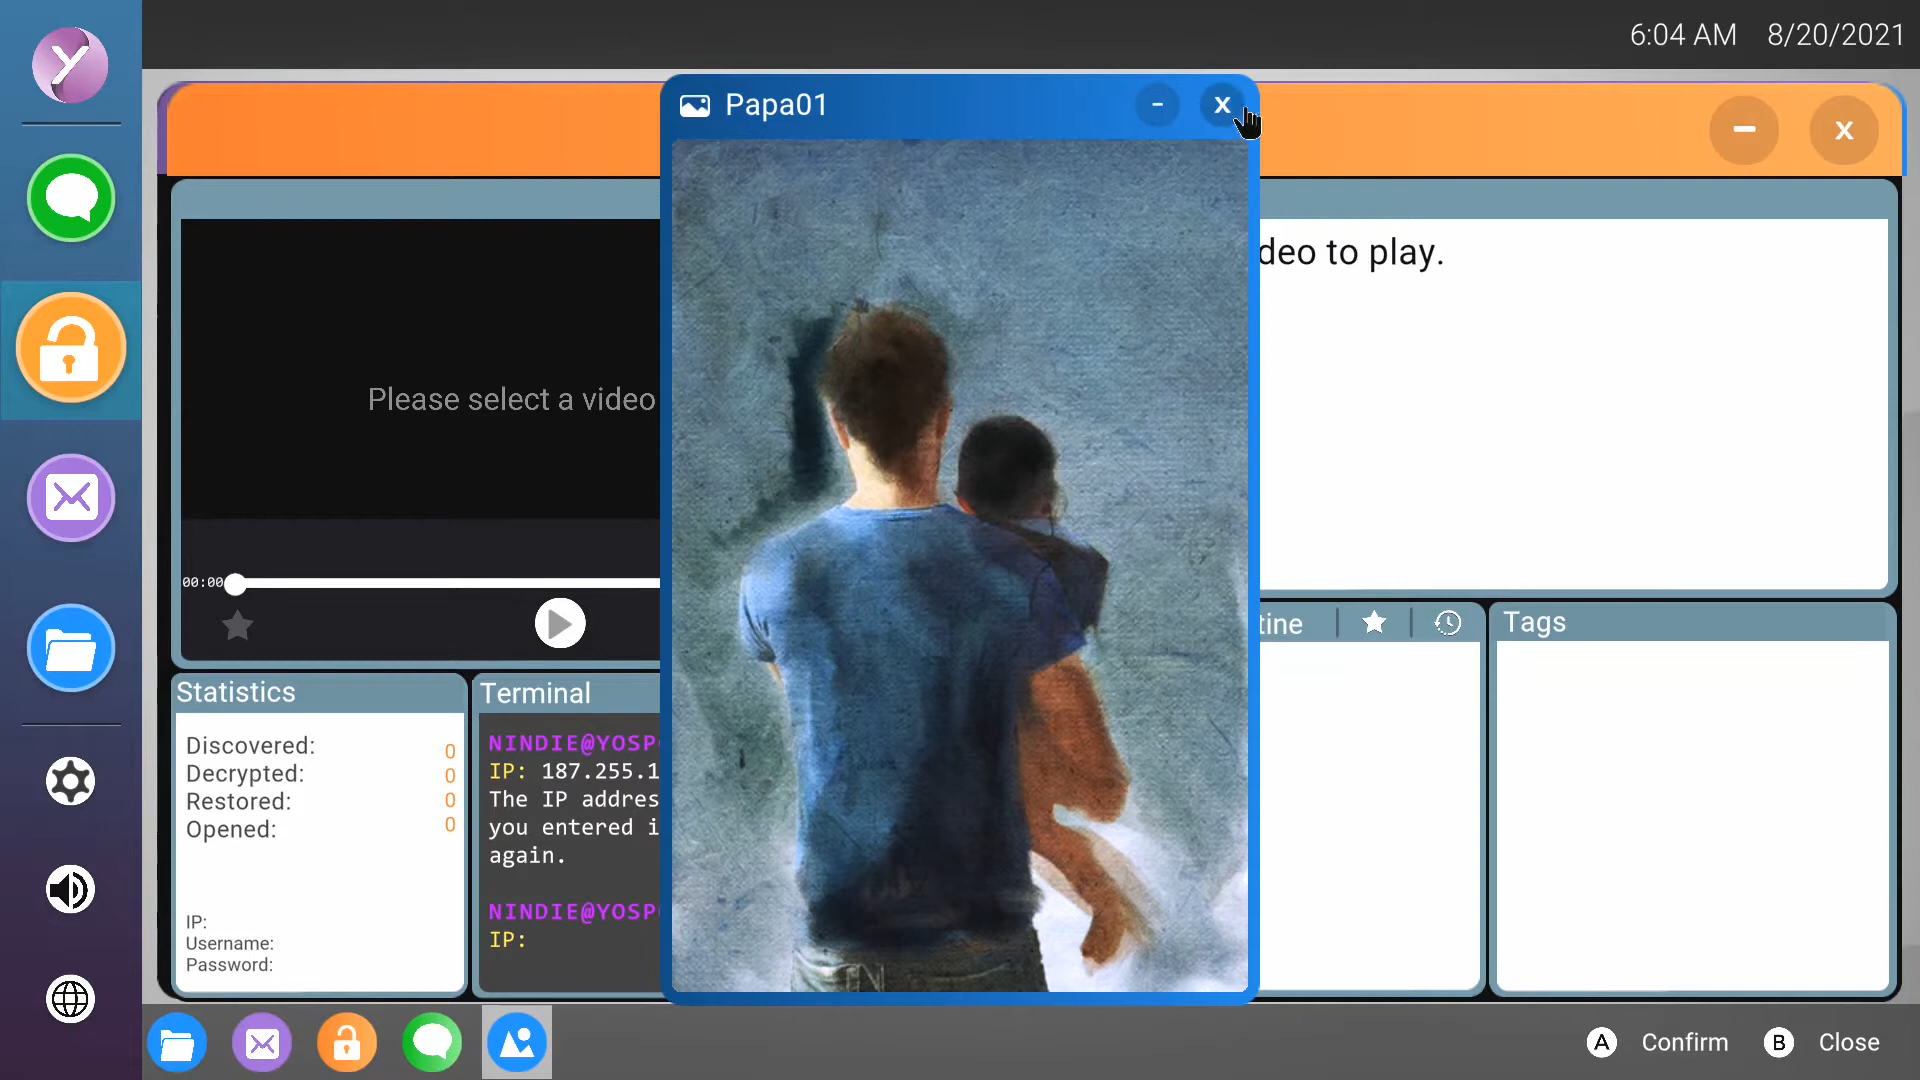 6:04 AM 8/20/2021
Papa01
x
x
deo to play.
Please select a video
00:00
tine
Tags
Statistics
Terminal
Discovered: 0
Decrypted: 0
Restored: 0
Opened: 0
IP:
Username:
Password:
NINDIE@YOSP
IP: 187.255.1
The IP addres
you entered i
again.
NINDIE@YOSP
IP:
A Confirm B Close